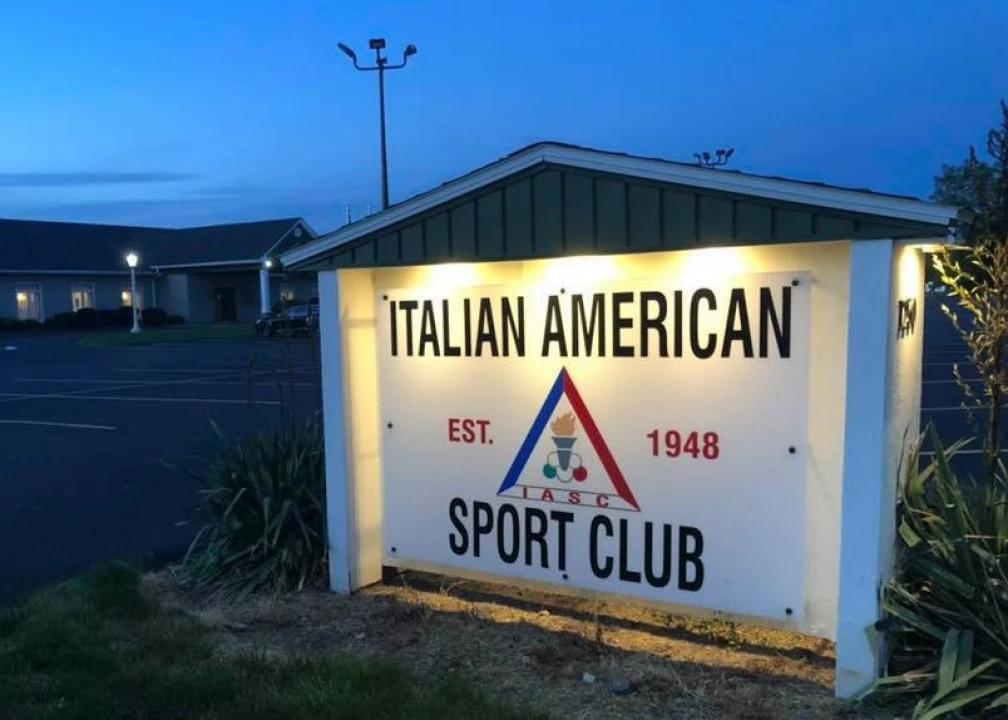 ITALIAN AMERICAN
EST. 1948
IASC
SPORT CLUB